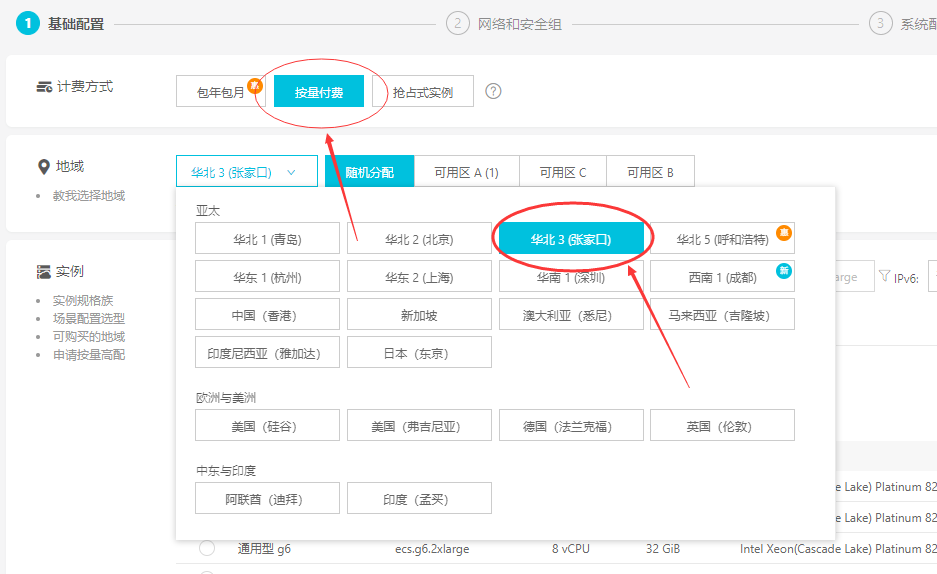 1 基础配置 2 网络和安全组 3 系统配
计费方式 包年包月 惠 按量付费 抢占式实例 ?
地域 华北 3 (张家口) 随机分配 可用区 A (1) 可用区 C 可用区 B
教我选择地域
亚太
华北 1 (青岛) 华北 2 (北京) 华北 3 (张家口) 华北 5 (呼和浩特) 惠
华东 1 (杭州) 华东 2 (上海) 华南 1 (深圳) 西南 1 (成都) 新
中国（香港） 新加坡 澳大利亚（悉尼） 马来西亚（吉隆坡）
印度尼西亚（雅加达） 日本（东京）
欧洲与美洲
美国（硅谷） 美国（弗吉尼亚） 德国（法兰克福） 英国（伦敦）
中东与印度
阿联酋（迪拜） 印度（孟买）
实例
实例规格族
场景配置选型
可购买的地域
申请按量高配
arge IPv6:
e Lake) Platinum 82
e Lake) Platinum 82
通用型 g6 ecs.g6.2xlarge 8 vCPU 32 GiB Intel Xeon(Cascade Lake) Platinum 82